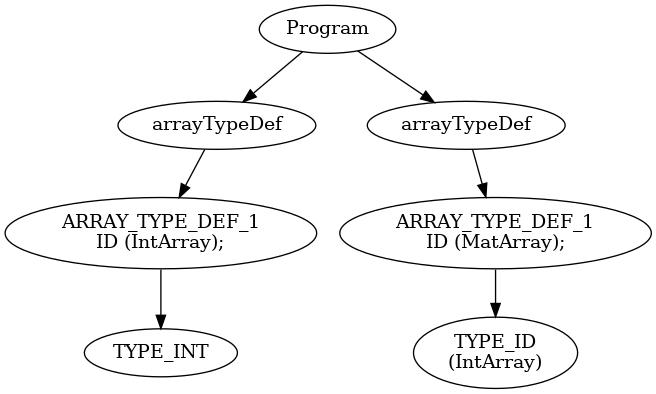 Program
arrayTypeDef
arrayTypeDef
ARRAY_TYPE_DEF_1
ID (IntArray);
ARRAY_TYPE_DEF_1
ID (MatArray);
TYPE_INT
TYPE_ID
(IntArray)